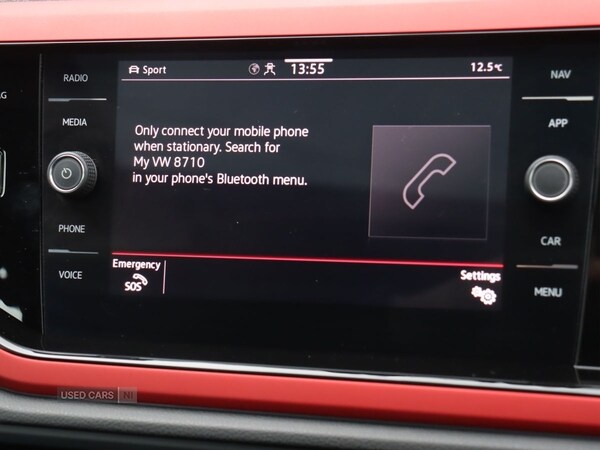 RADIO
Sport
13:55
12.5°C
NAV
AG
MEDIA
APP
Only connect your mobile phone
when stationary. Search for
My VW 8710
in your phone's Bluetooth menu.
PHONE
CAR
VOICE
Emergency
SOS
Settings
MENU
USED CARS NI